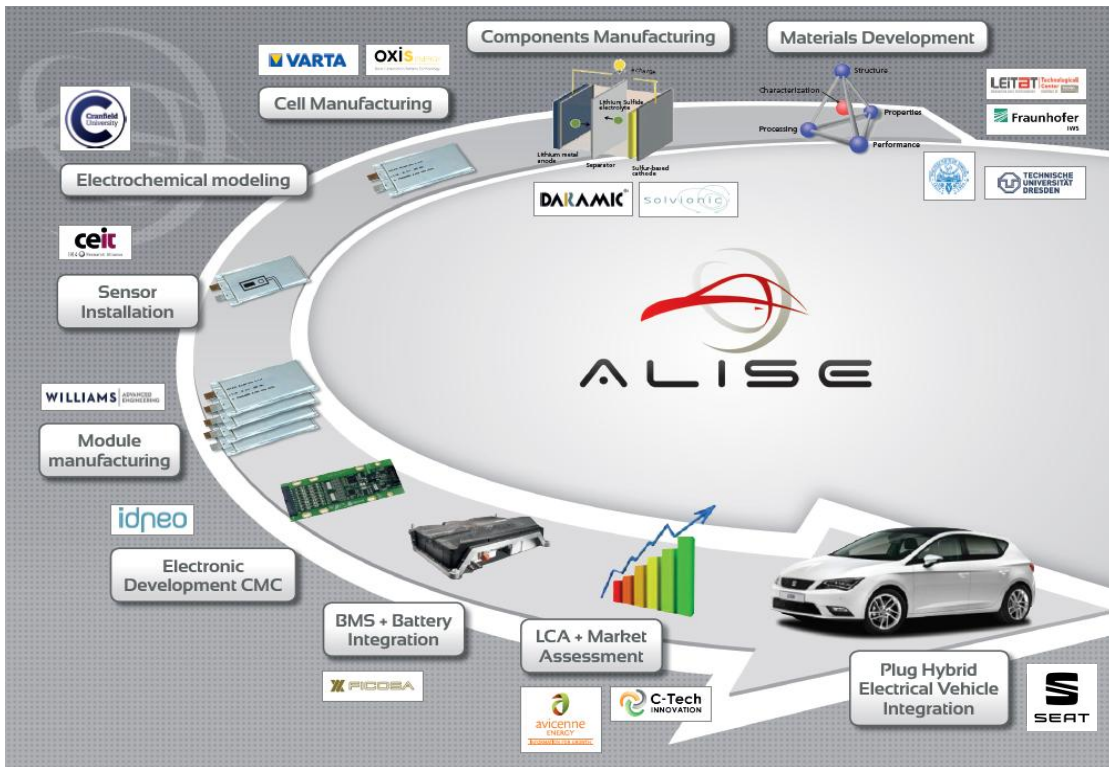 Components Manufacturing
Materials Development
VARTA
OXIS
Cell Manufacturing
Cranfield
University
Electrochemical modeling
Lithium Sulfide
electrolyte
Lithium metal
anode
Separator
Sulfur-based
cathode
DARAMIC
Solvionic
Structure
Characterization
Properties
Processing
Performance
LEITAT
Technological
Center
Fraunhofer
IWS
TECHNISCHE
UNIVERSITÄT
DRESDEN
ceit
Sensor
Installation
ALISE
WILLIAMS
ADVANCED
ENGINEERING
Module
manufacturing
idneo
Electronic
Development CMC
BMS + Battery
Integration
FICOSA
LCA + Market
Assessment
avicenne
ENERGY
C-Tech
INNOVATION
Plug Hybrid
Electrical Vehicle
Integration
SEAT